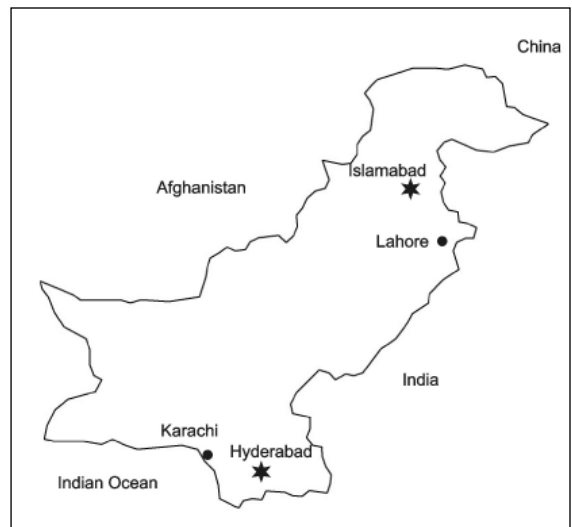 China
Islamabad
Afghanistan
Lahore
India
Karachi
Hyderabad
Indian Ocean